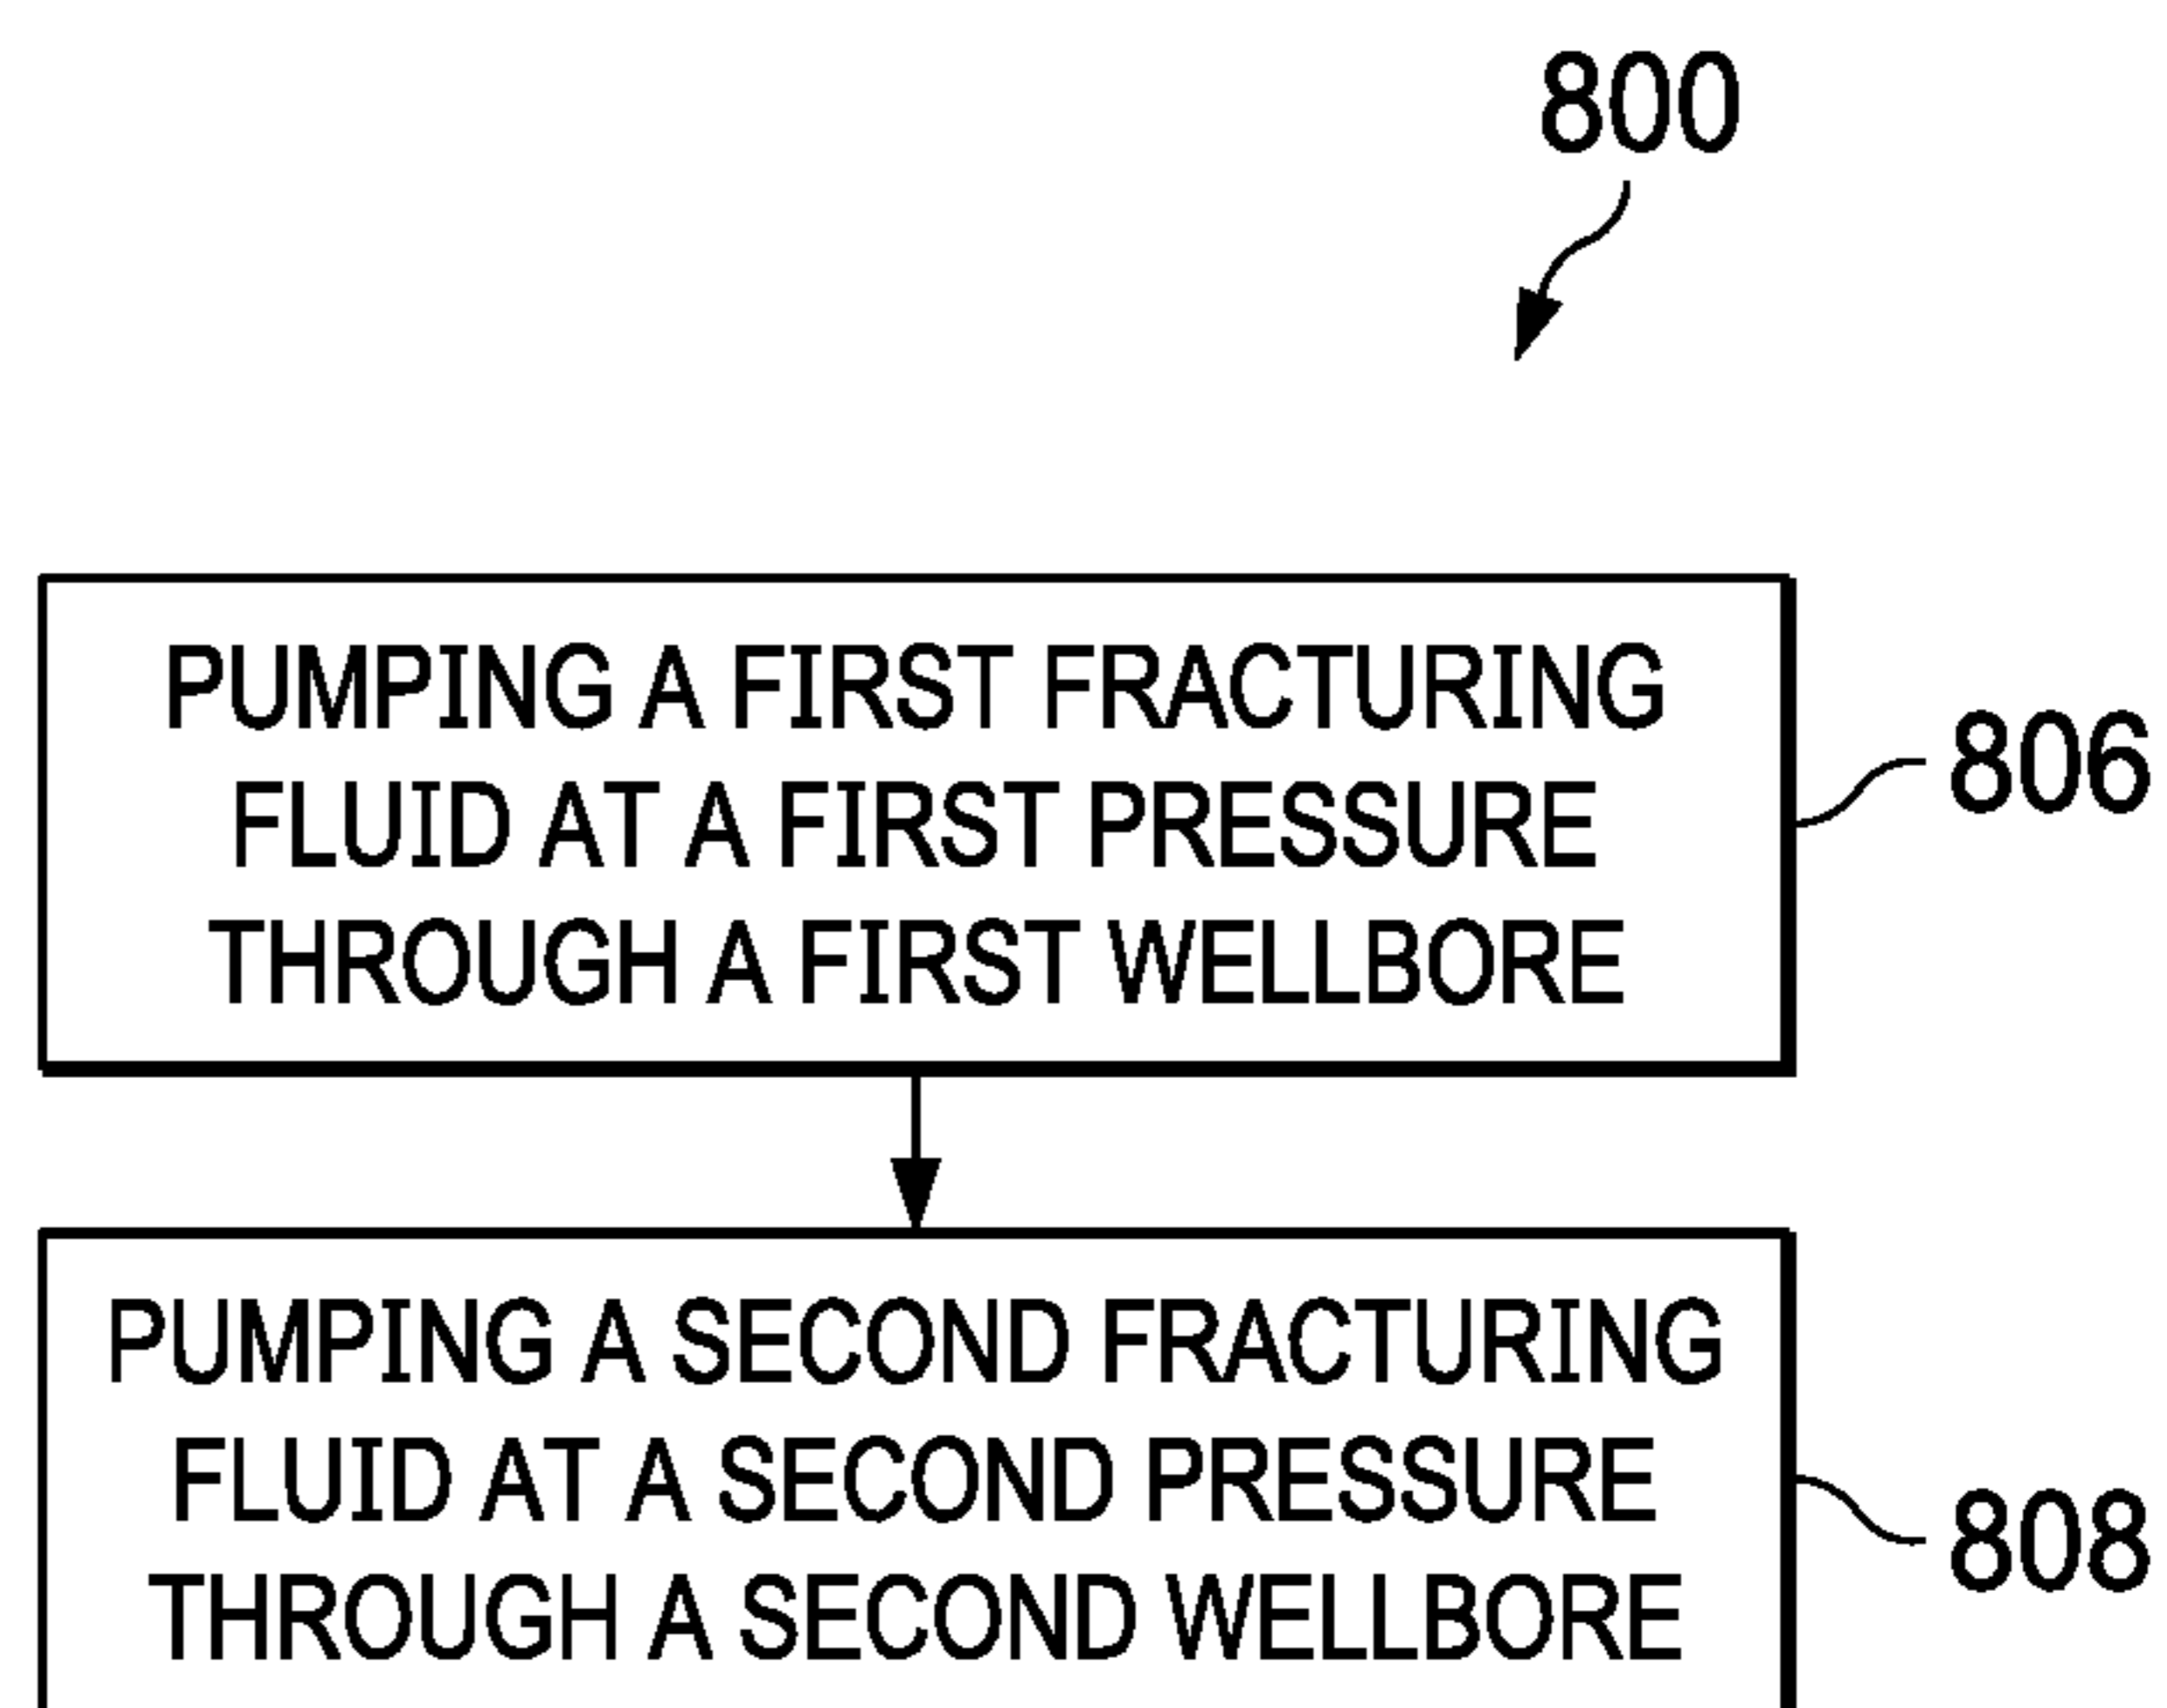 800
PUMPING A FIRST FRACTURING
FLUID AT A FIRST PRESSURE
THROUGH A FIRST WELLBORE
806
PUMPING A SECOND FRACTURING
FLUID AT A SECOND PRESSURE
THROUGH A SECOND WELLBORE
808